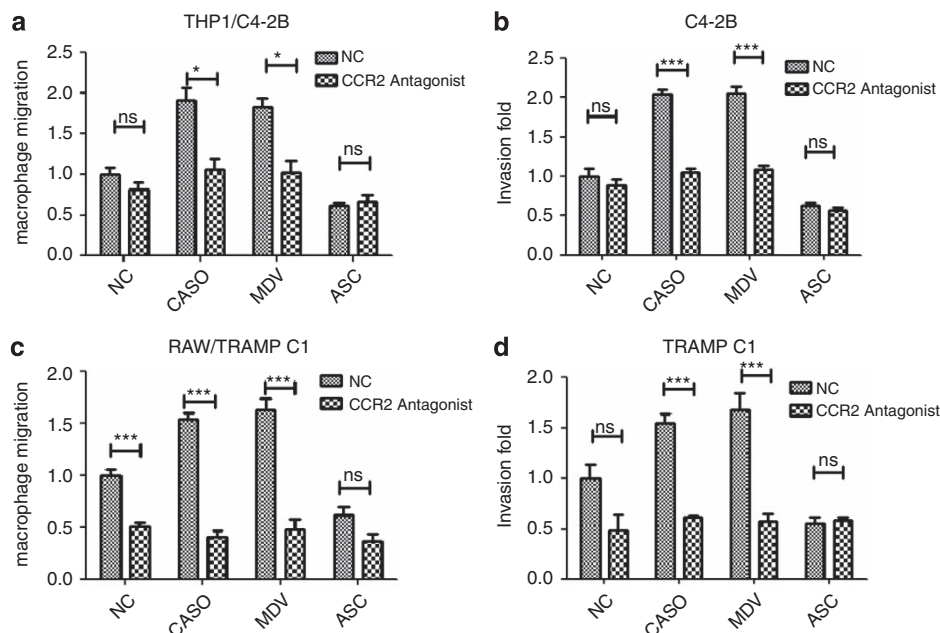 a
THP1/C4-2B
macrophage migration
2.5
2.0
1.5
1.0
0.5
0.0
ns
*
*
ns
NC
CCR2 Antagonist
NC
CASO
MDV
ASC
b
C4-2B
Invasion fold
2.5
2.0
1.5
1.0
0.5
0.0
ns
***
***
ns
NC
CCR2 Antagonist
NC
CASO
MDV
ASC
c
RAW/TRAMP C1
macrophage migration
2.0
1.5
1.0
0.5
0.0
***
***
***
ns
NC
CCR2 Antagonist
NC
CASO
MDV
ASC
d
TRAMP C1
Invasion fold
2.0
1.5
1.0
0.5
0.0
ns
***
***
ns
NC
CCR2 Antagonist
NC
CASO
MDV
ASC